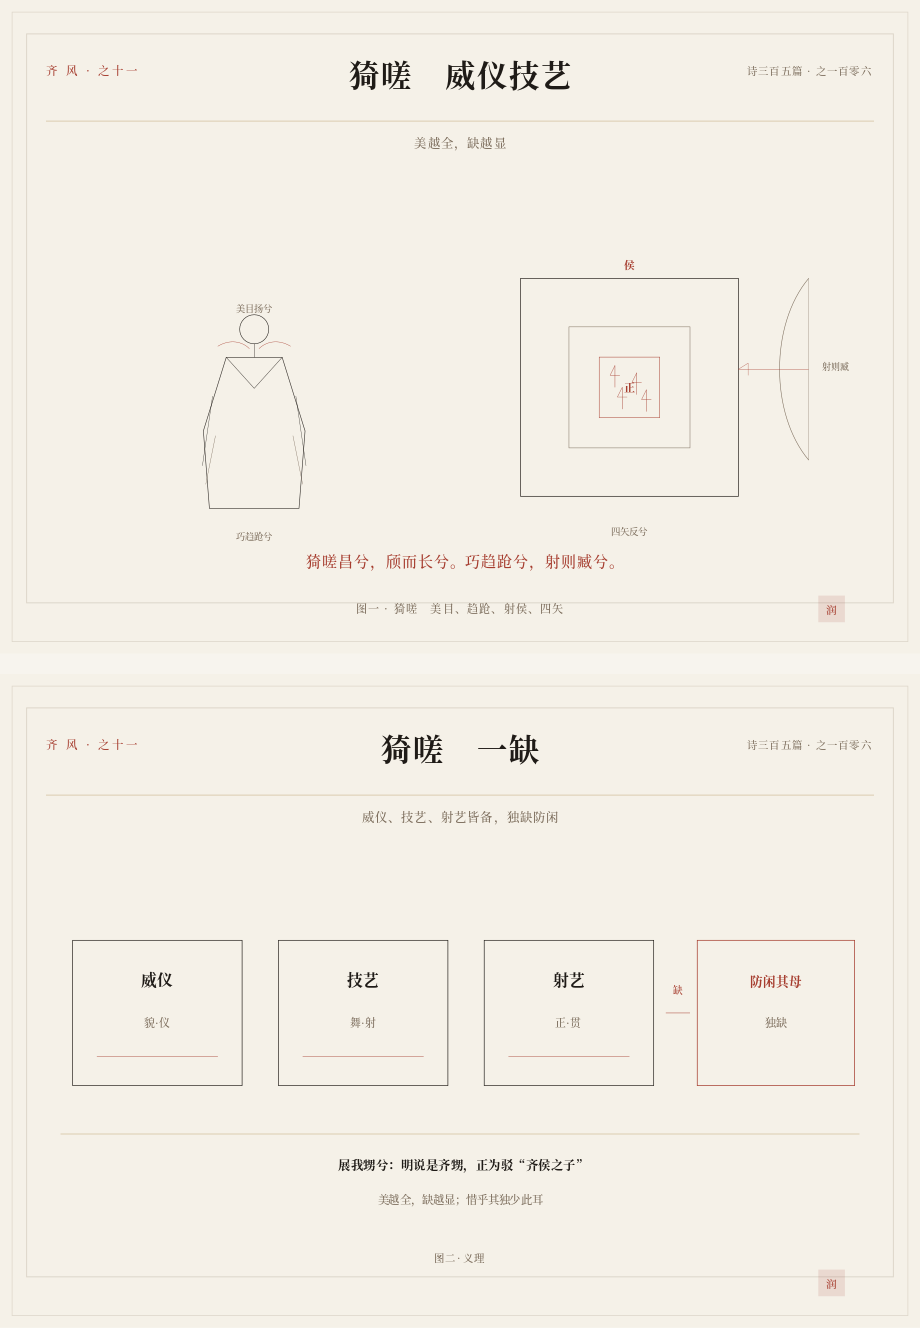 齐 风 · 之十一
猗嗟　威仪技艺
诗三百五篇 · 之一百零六
美越全，缺越显
侯
美目扬兮
正
射则臧
四矢反兮
巧趋跄兮
猗嗟昌兮，颀而长兮。巧趋跄兮，射则臧兮。
图一 · 猗嗟　美目、趋跄、射侯、四矢
润
齐 风 · 之十一
猗嗟　一缺
诗三百五篇 · 之一百零六
威仪、技艺、射艺皆备，独缺防闲
威仪
貌·仪
技艺
舞·射
射艺
正·贯
缺
防闲其母
独缺
展我甥兮：明说是齐甥，正为驳“齐侯之子”
美越全，缺越显；惜乎其独少此耳
图二 · 义理
润